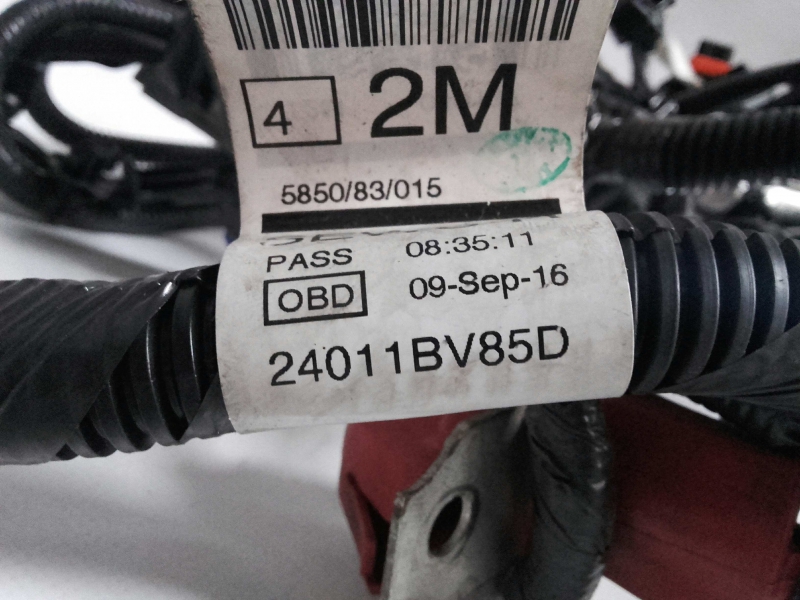 4 2M
5850/83/015
PASS 08:35:11
OBD 09-Sep-16
24011BV85D